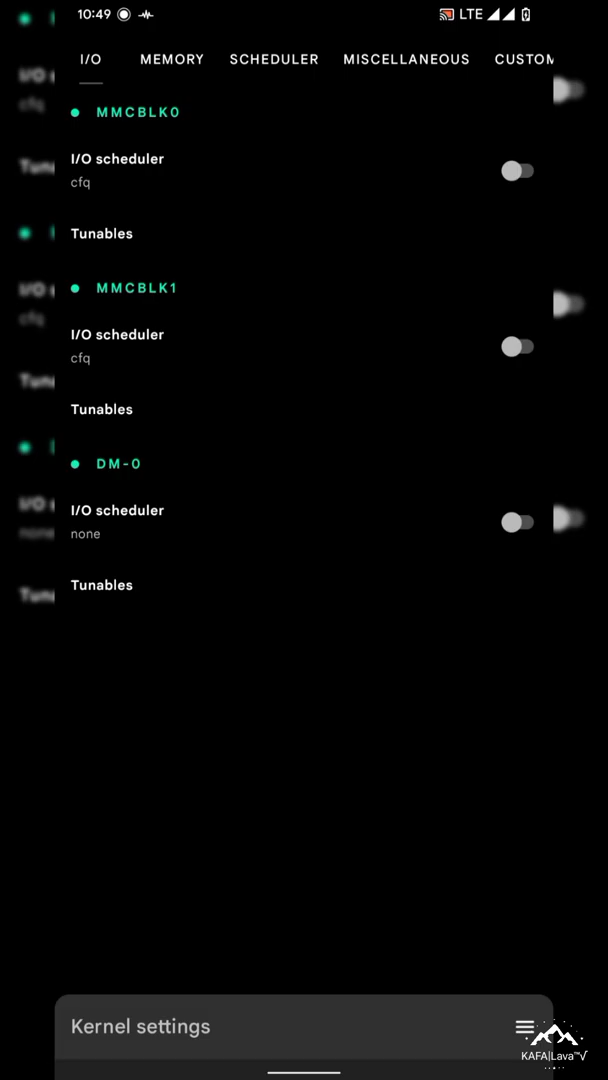 10:49
LTE
I/O MEMORY SCHEDULER MISCELLANEOUS CUSTOM
MMCBLK0
I/O scheduler
cfq
Tunables
MMCBLK1
I/O scheduler
cfq
Tunables
DM-0
I/O scheduler
none
Tunables
Kernel settings
KAFA|Lava™√